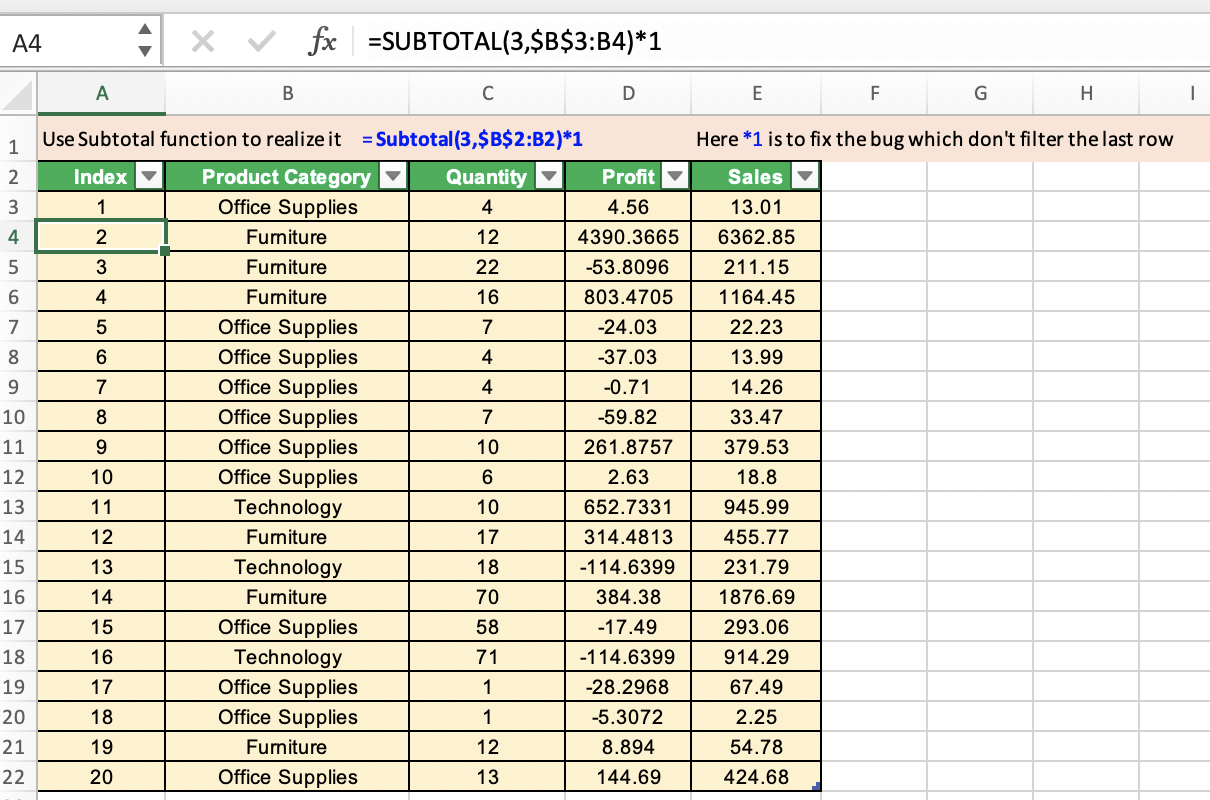 A4 fx =SUBTOTAL(3,$B$3:B4)*1
A B C D E F G H I
1 Use Subtotal function to realize it =Subtotal(3,$B$2:B2)*1 Here *1 is to fix the bug which don't filter the last row
2 Index Product Category Quantity Profit Sales
3 1 Office Supplies 4 4.56 13.01
4 2 Furniture 12 4390.3665 6362.85
5 3 Furniture 22 -53.8096 211.15
6 4 Furniture 16 803.4705 1164.45
7 5 Office Supplies 7 -24.03 22.23
8 6 Office Supplies 4 -37.03 13.99
9 7 Office Supplies 4 -0.71 14.26
10 8 Office Supplies 7 -59.82 33.47
11 9 Office Supplies 10 261.8757 379.53
12 10 Office Supplies 6 2.63 18.8
13 11 Technology 10 652.7331 945.99
14 12 Furniture 17 314.4813 455.77
15 13 Technology 18 -114.6399 231.79
16 14 Furniture 70 384.38 1876.69
17 15 Office Supplies 58 -17.49 293.06
18 16 Technology 71 -114.6399 914.29
19 17 Office Supplies 1 -28.2968 67.49
20 18 Office Supplies 1 -5.3072 2.25
21 19 Furniture 12 8.894 54.78
22 20 Office Supplies 13 144.69 424.68